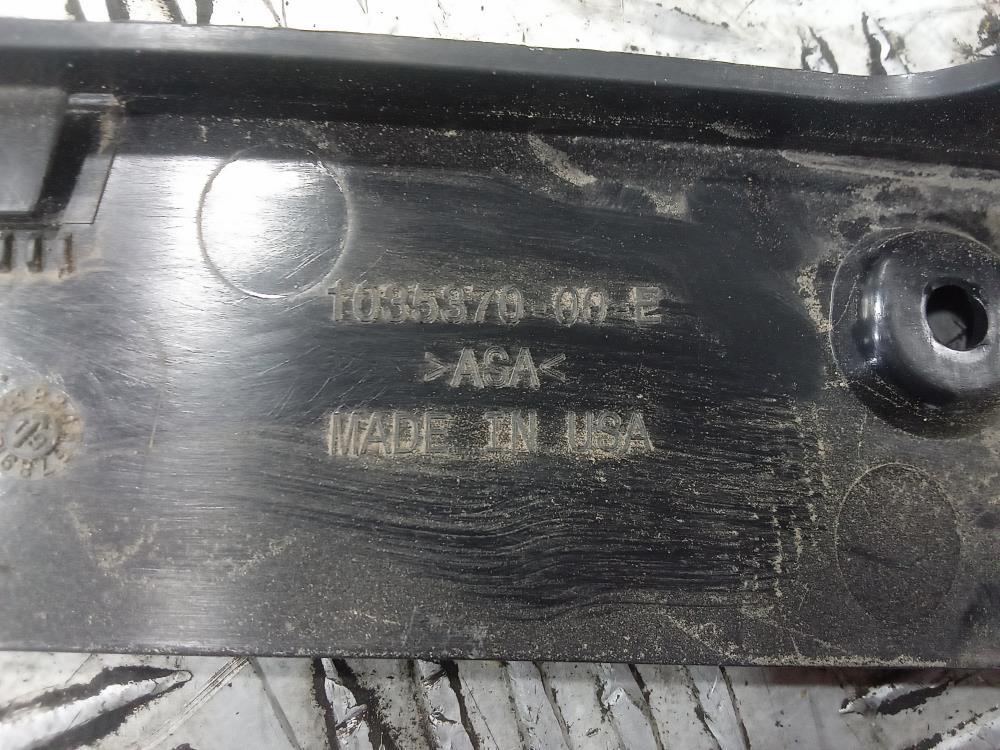 1035370-00-E
>ASA<
MADE IN USA